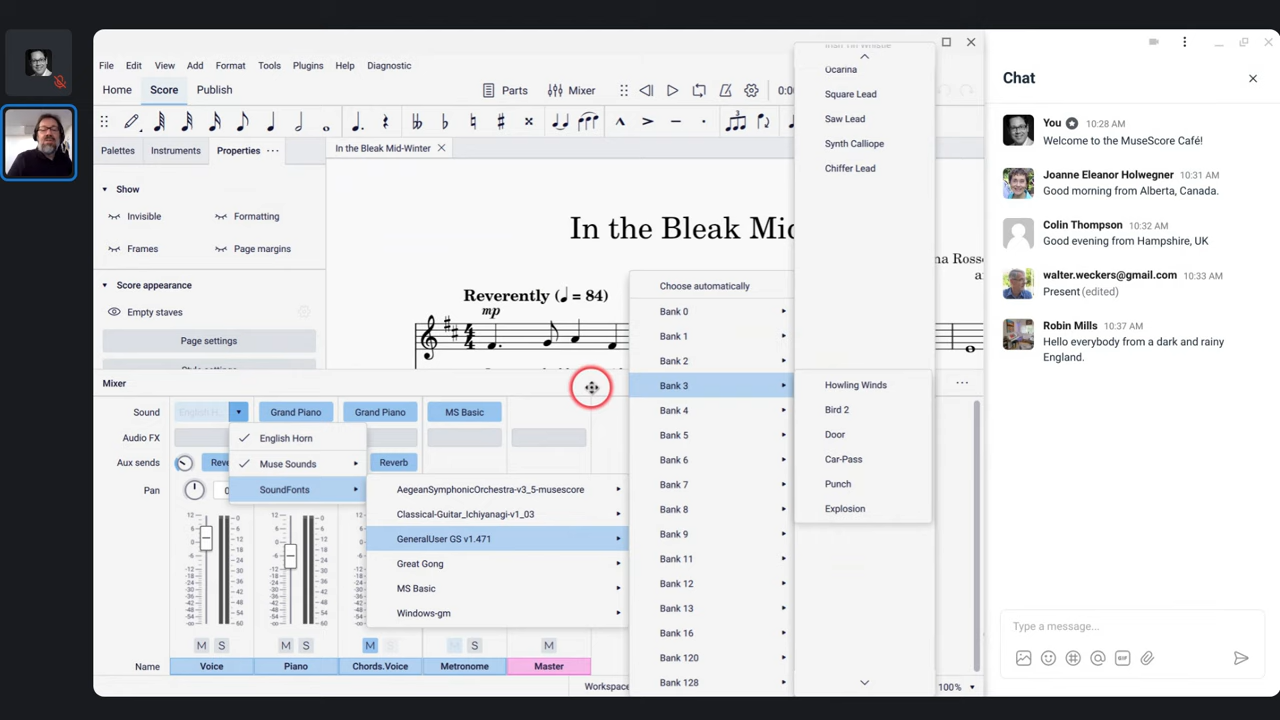 File Edit View Add Format Tools Plugins Help Diagnostic
Home Score Publish Parts Mixer
Palettes Instruments Properties
In the Bleak Mid-Winter
Show
Invisible Formatting
Frames Page margins
Score appearance
Empty staves
Page settings
In the Bleak
Reverently (♩ = 84)
mp
Mixer
Sound English H... Grand Piano Grand Piano MS Basic
Audio FX
Aux sends Reverb
Pan
Name Voice Piano Chords.Voice Metronome Master
M S M S M S M
English Horn
Muse Sounds
SoundFonts
AegeanSymphonicOrchestra-v3_5-musescore
Classical-Guitar_Ichiyanagi-v1_03
GeneralUser GS v1.471
Great Gong
MS Basic
Windows-gm
Choose automatically
Bank 0
Bank 1
Bank 2
Bank 3
Bank 4
Bank 5
Bank 6
Bank 7
Bank 8
Bank 9
Bank 11
Bank 12
Bank 13
Bank 16
Bank 120
Bank 128
Ocarina
Square Lead
Saw Lead
Synth Calliope
Chiffer Lead
Howling Winds
Bird 2
Door
Car-Pass
Punch
Explosion
100%
Chat
You 10:28 AM
Welcome to the MuseScore Café!
Joanne Eleanor Holwegner 10:31 AM
Good morning from Alberta, Canada.
Colin Thompson 10:32 AM
Good evening from Hampshire, UK
walter.weckers@gmail.com 10:33 AM
Present (edited)
Robin Mills 10:37 AM
Hello everybody from a dark and rainy
England.
Type a message...
GIF